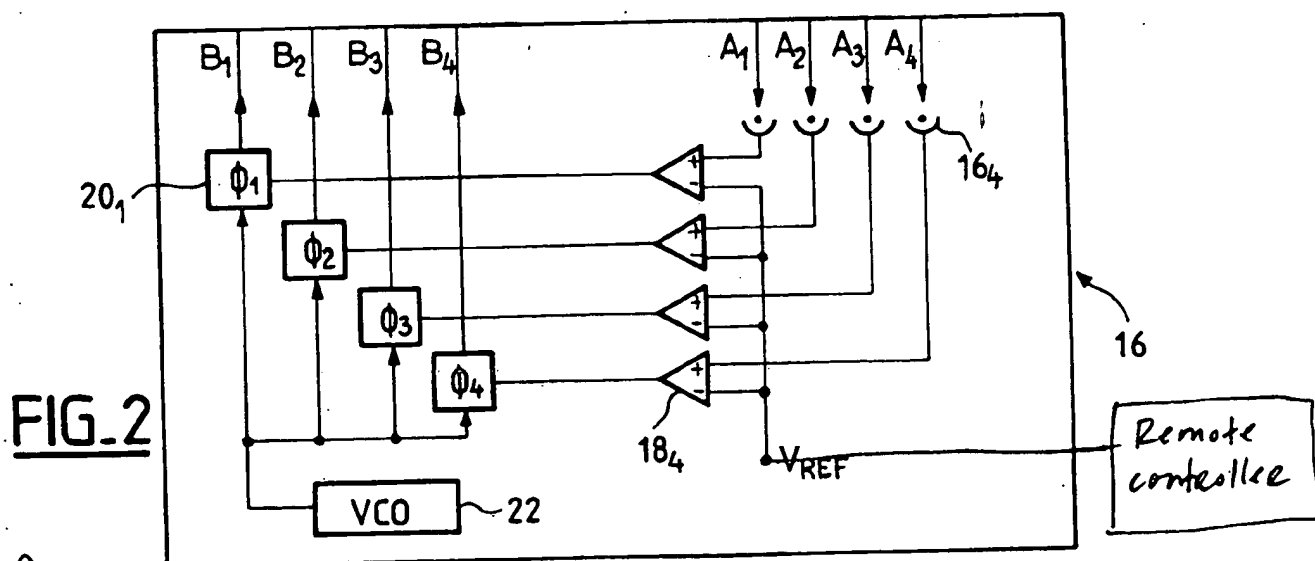 B₁ B₂ B₃ B₄ A₁ A₂ A₃ A₄
16₄
+
-
20₁ ϕ₁
+
-
ϕ₂
+
-
ϕ₃
16
+
-
ϕ₄
FIG_2
18₄
VREF
Remote
controller
VCO 22